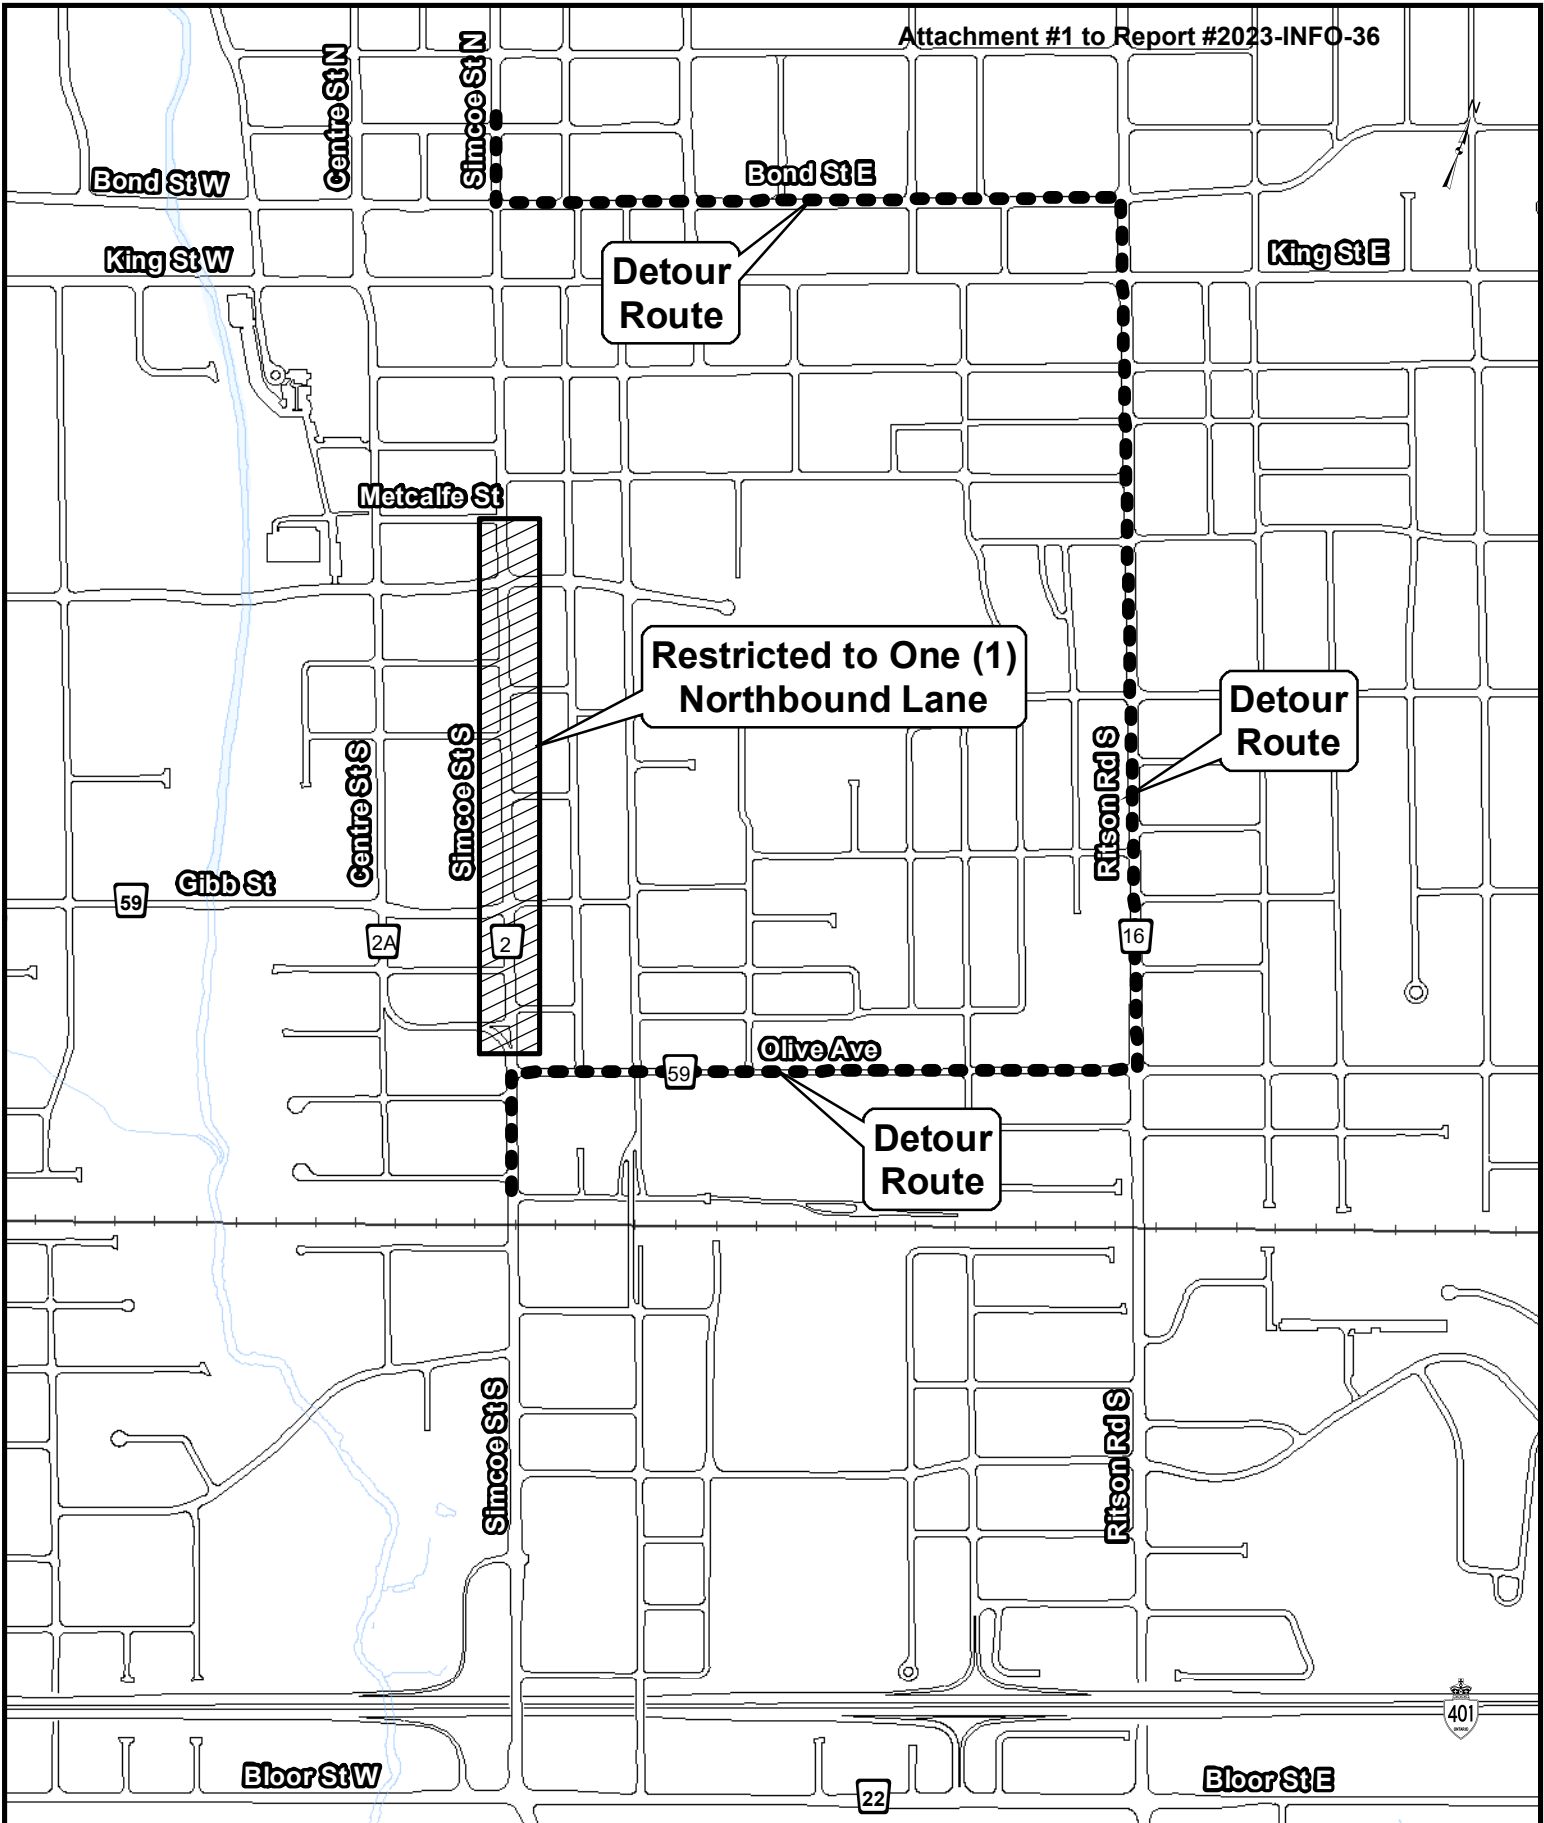 Attachment #1 to Report #2023-INFO-36
Centre St N
Simcoe St N
N
Bond St W
Bond St E
King St W
King St E
Detour
Route
Metcalfe St
Restricted to One (1)
Northbound Lane
Detour
Route
Centre St S
Simcoe St S
Ritson Rd S
Gibb St
59
2A
2
16
Olive Ave
59
Detour
Route
Simcoe St S
Ritson Rd S
401
ONTARIO
Bloor St W
Bloor St E
22